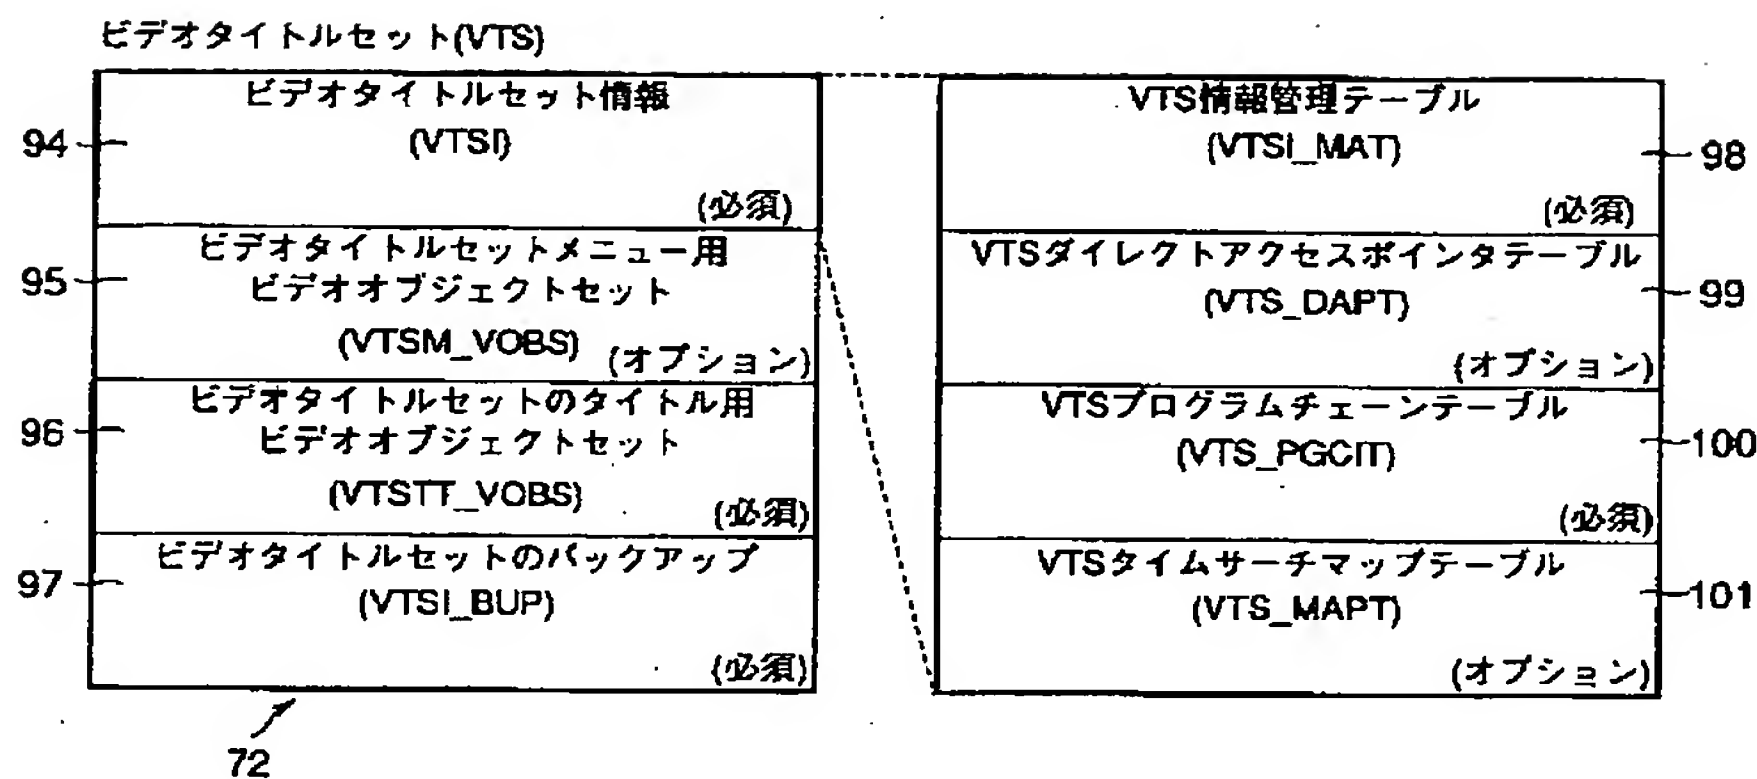 ビデオタイトルセット(VTS)
ビデオタイトルセット情報
(VTSI)
(必須)
94
ビデオタイトルセットメニュー用
ビデオオブジェクトセット
(VTSM_VOBS)
(オプション)
95
ビデオタイトルセットのタイトル用
ビデオオブジェクトセット
(VTSTT_VOBS)
(必須)
96
ビデオタイトルセットのバックアップ
(VTSI_BUP)
(必須)
97
72
VTS情報管理テーブル
(VTSI_MAT)
(必須)
98
VTSダイレクトアクセスポインタテーブル
(VTS_DAPT)
(オプション)
99
VTSプログラムチェーンテーブル
(VTS_PGCIT)
(必須)
100
VTSタイムサーチマップテーブル
(VTS_MAPT)
(オプション)
101